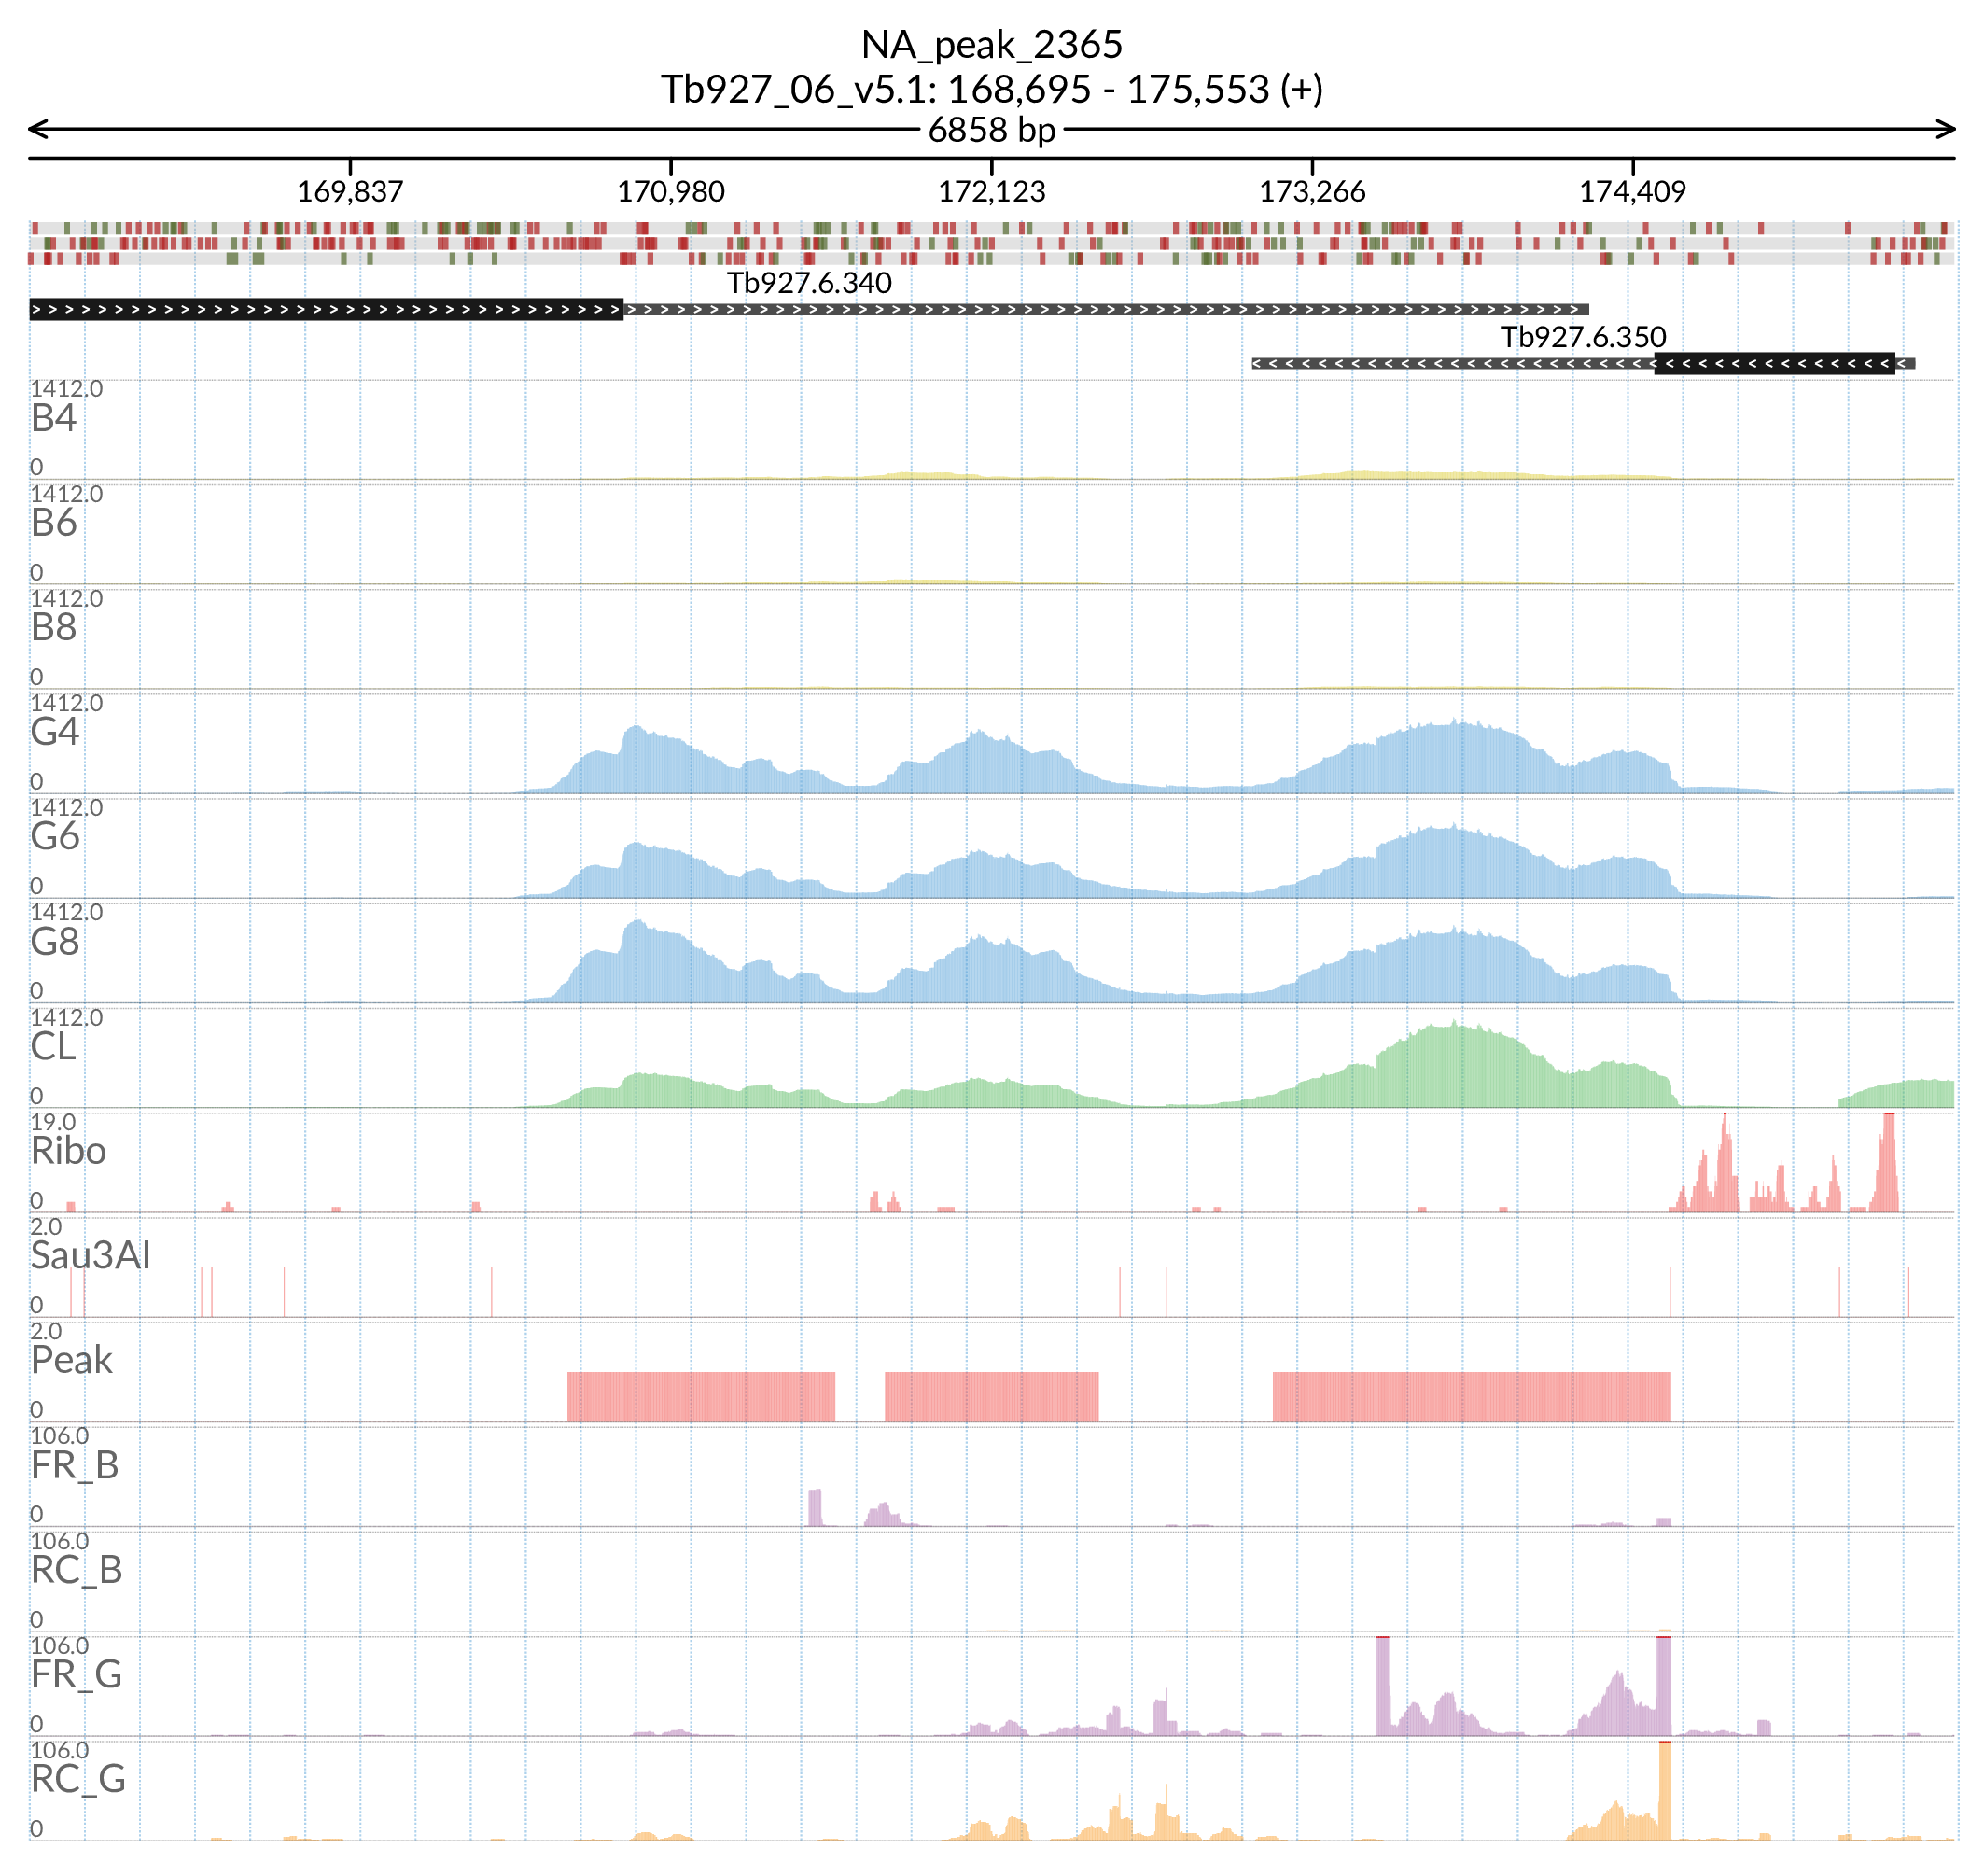 NA_peak_2365
Tb927_06_v5.1: 168,695 - 175,553 (+)
6858 bp
169,837 170,980 172,123 173,266 174,409
Tb927.6.340
Tb927.6.350
1412.0
B4
0
1412.0
B6
0
1412.0
B8
0
1412.0
G4
0
1412.0
G6
0
1412.0
G8
0
1412.0
CL
0
19.0
Ribo
0
2.0
Sau3AI
0
2.0
Peak
0
106.0
FR_B
0
106.0
RC_B
0
106.0
FR_G
0
106.0
RC_G
0